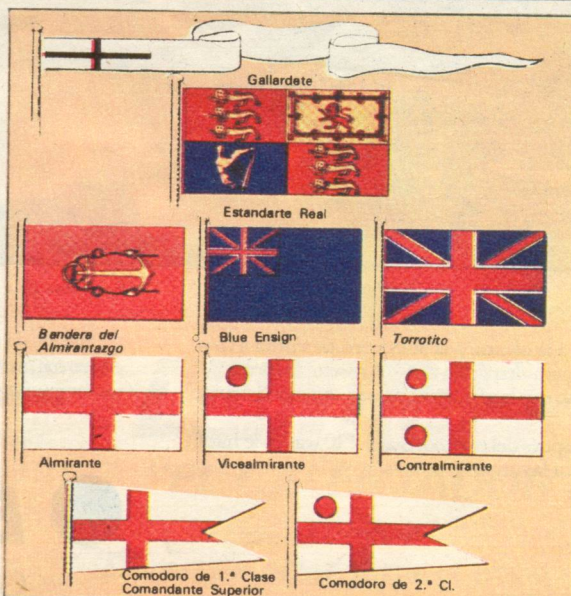 Gallardete
Estandarte Real
Bandera del
Almirantazgo
Blue Ensign
Torrotito
Almirante
Vicealmirante
Contralmirante
Comodoro de 1.ª Clase
Comandante Superior
Comodoro de 2.ª Cl.